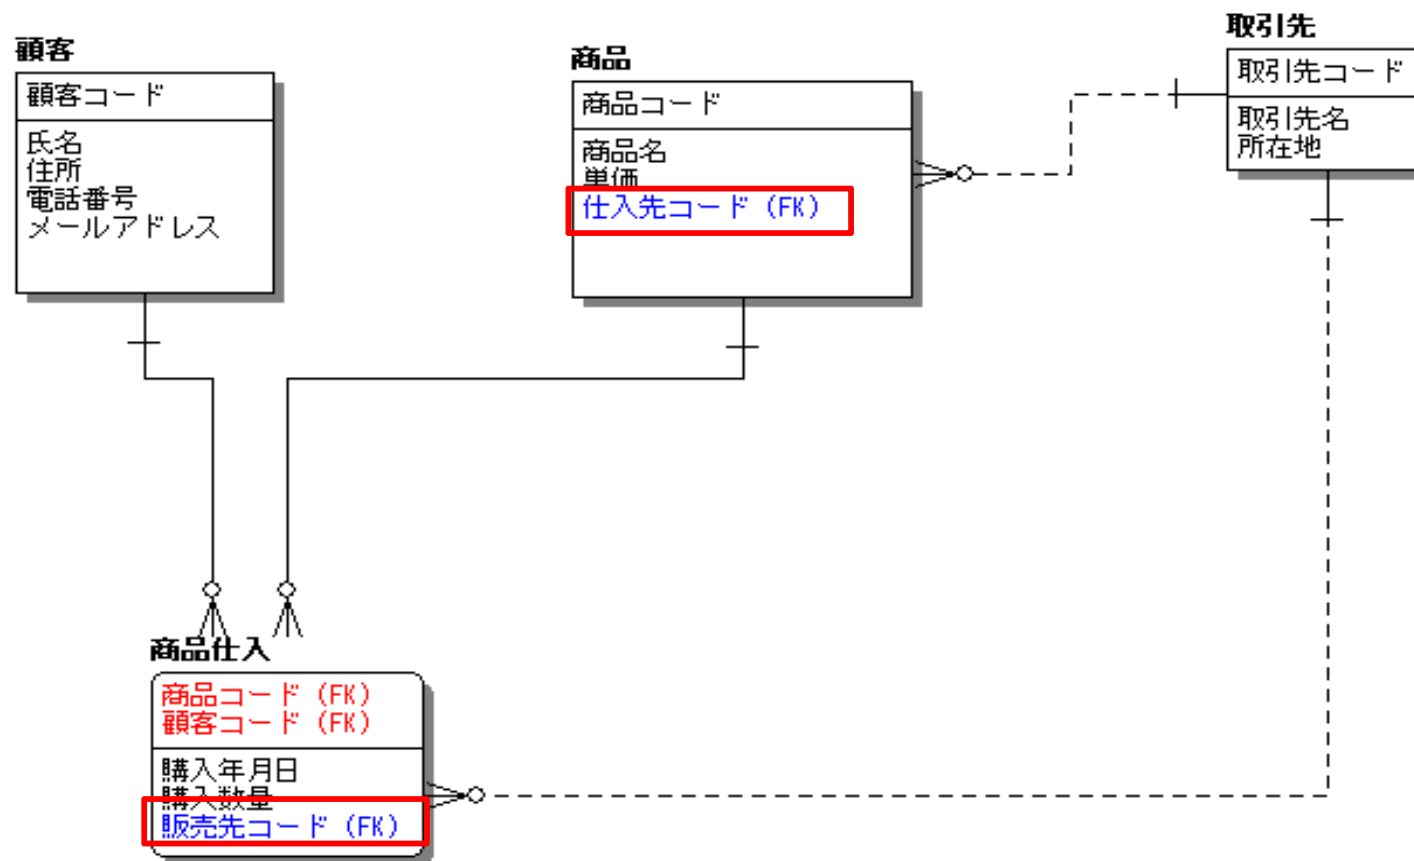 顧客
顧客コード
氏名
住所
電話番号
メールアドレス
商品
商品コード
商品名
単価
仕入先コード (FK)
取引先
取引先コード
取引先名
所在地
商品仕入
商品コード (FK)
顧客コード (FK)
購入年月日
購入数量
販売先コード (FK)